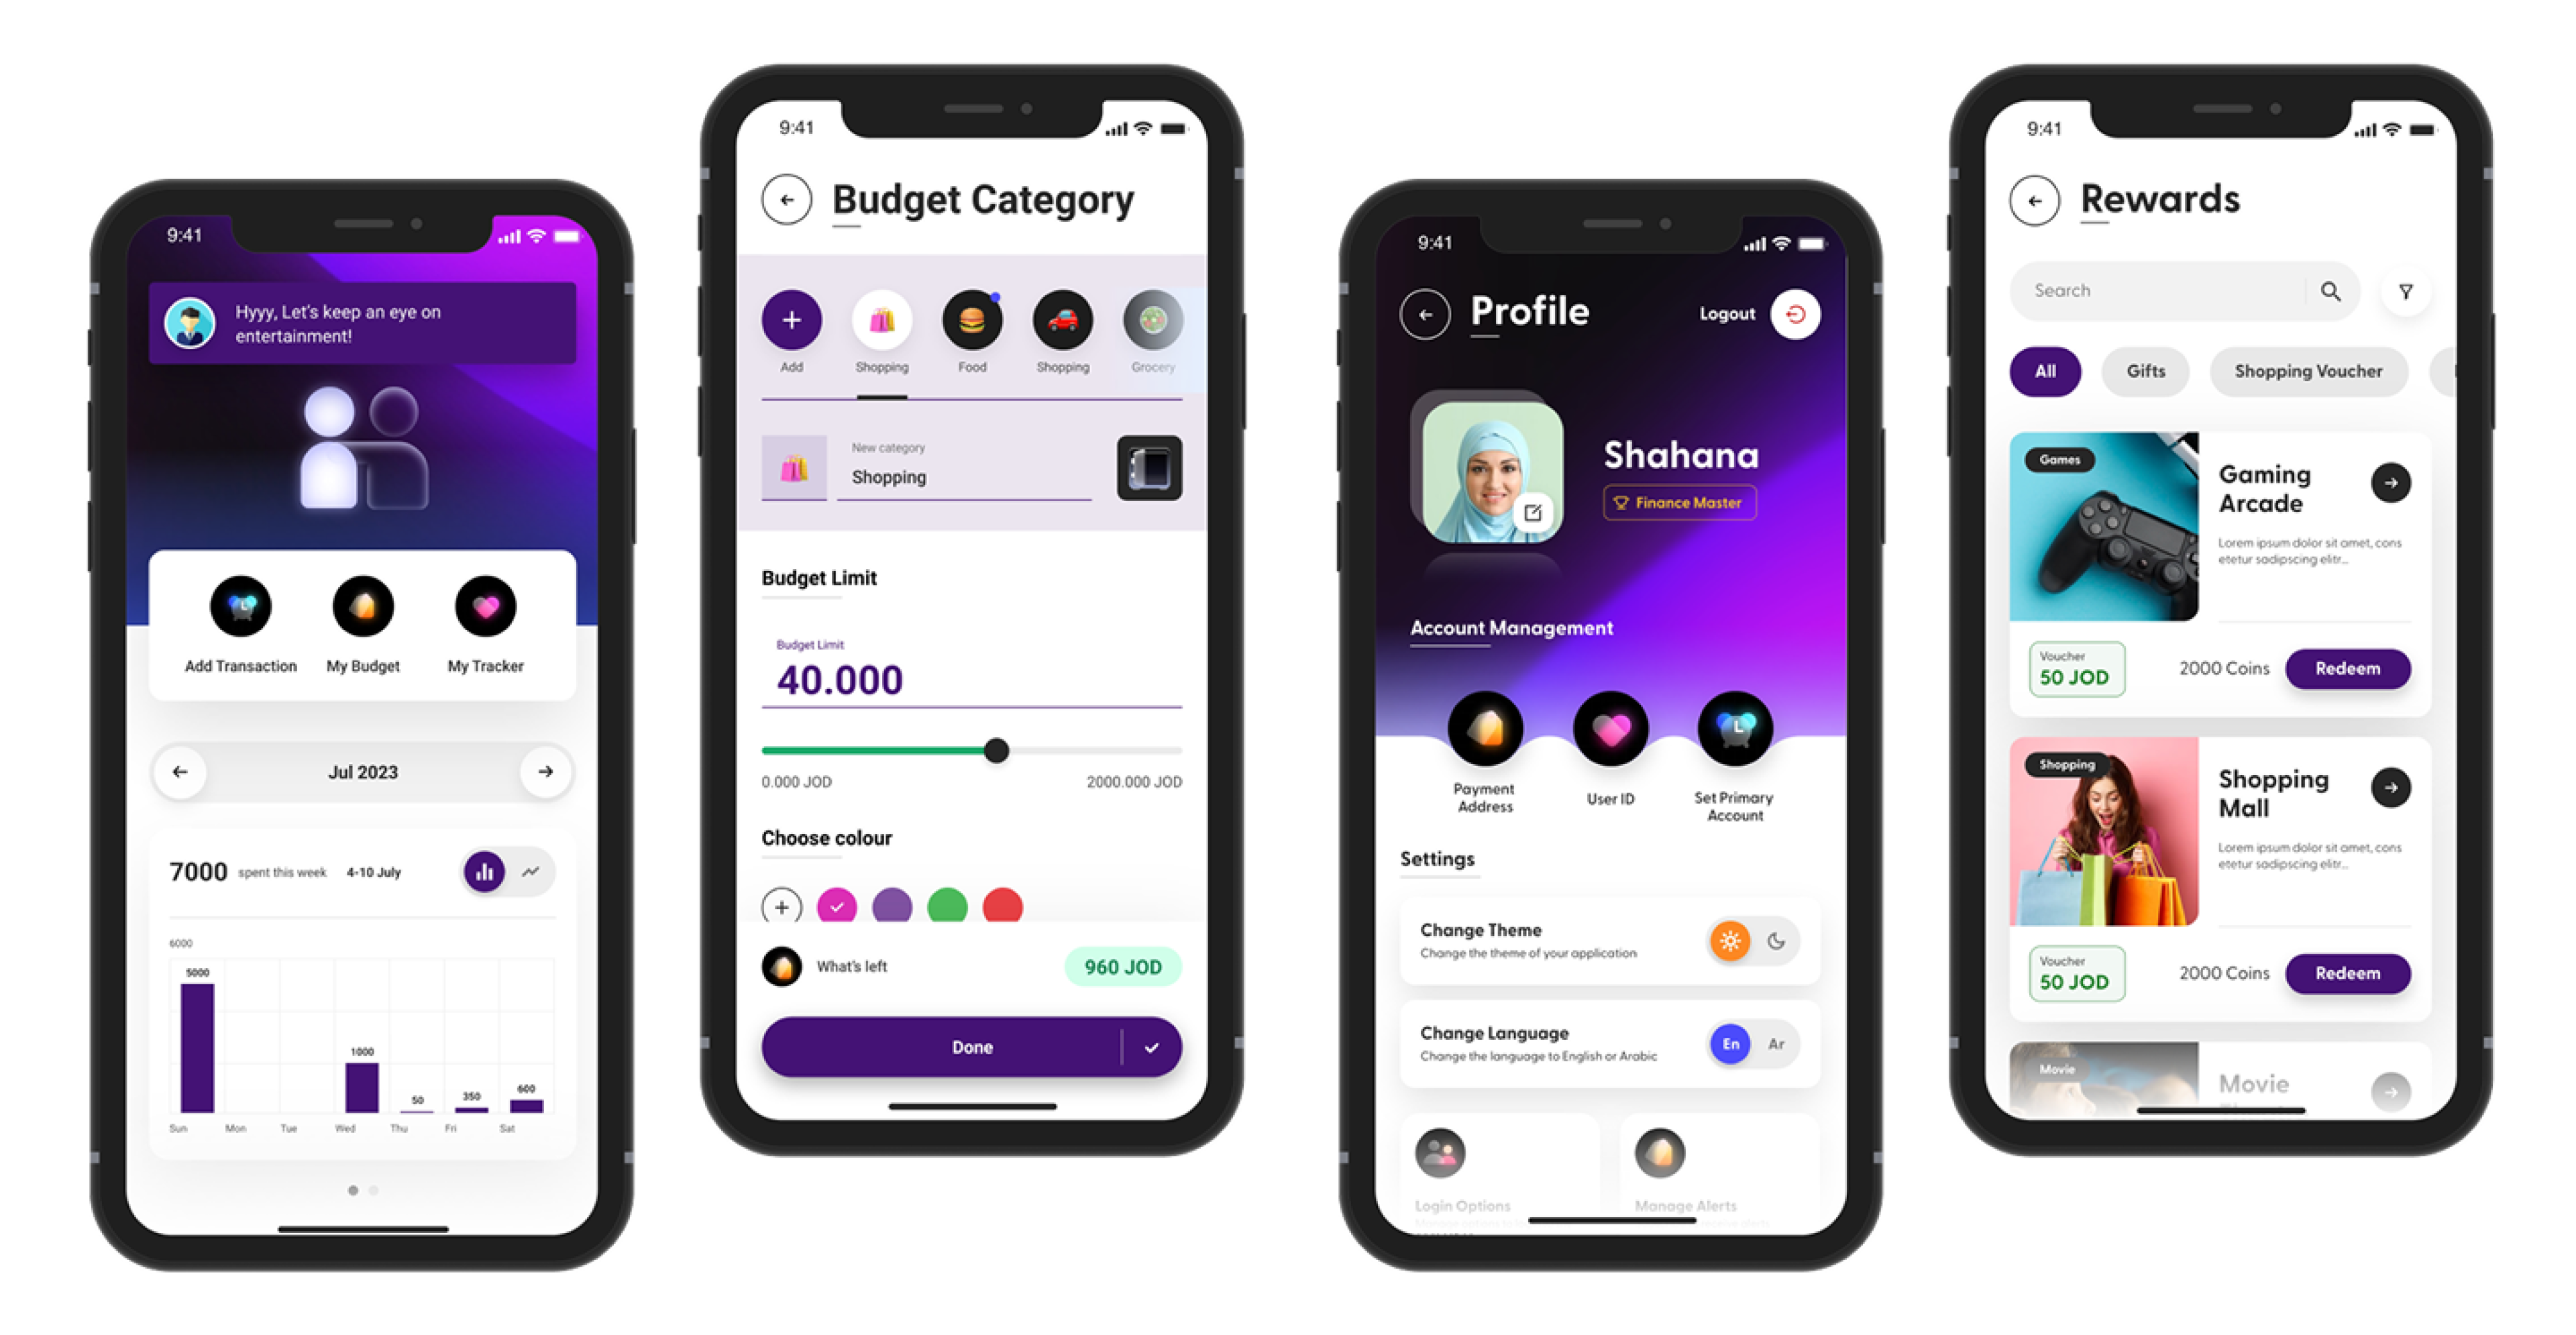 9:41
Hyyy, Let's keep an eye on
entertainment!
Add Transaction
My Budget
My Tracker
Jul 2023
7000 spent this week 4-10 July
6000
5000
1000
50
350
600
Sun Mon Tue Wed Thu Fri Sat
9:41
Budget Category
Add Shopping Food Shopping Grocery
New category
Shopping
Budget Limit
Budget Limit
40.000
0.000 JOD 2000.000 JOD
Choose colour
What's left 960 JOD
Done
9:41
Profile Logout
Shahana
Finance Master
Account Management
Payment
Address
User ID
Set Primary
Account
Settings
Change Theme
Change the theme of your application
Change Language
Change the language to English or Arabic
En Ar
Login Options
Manage Alerts
9:41
Rewards
Search
All Gifts Shopping Voucher
Games
Gaming
Arcade
Lorem ipsum dolor sit amet, cons
etetur sadipscing elitr...
Voucher
50 JOD
2000 Coins Redeem
Shopping
Shopping
Mall
Lorem ipsum dolor sit amet, cons
etetur sadipscing elitr...
Voucher
50 JOD
2000 Coins Redeem
Movie
Movie